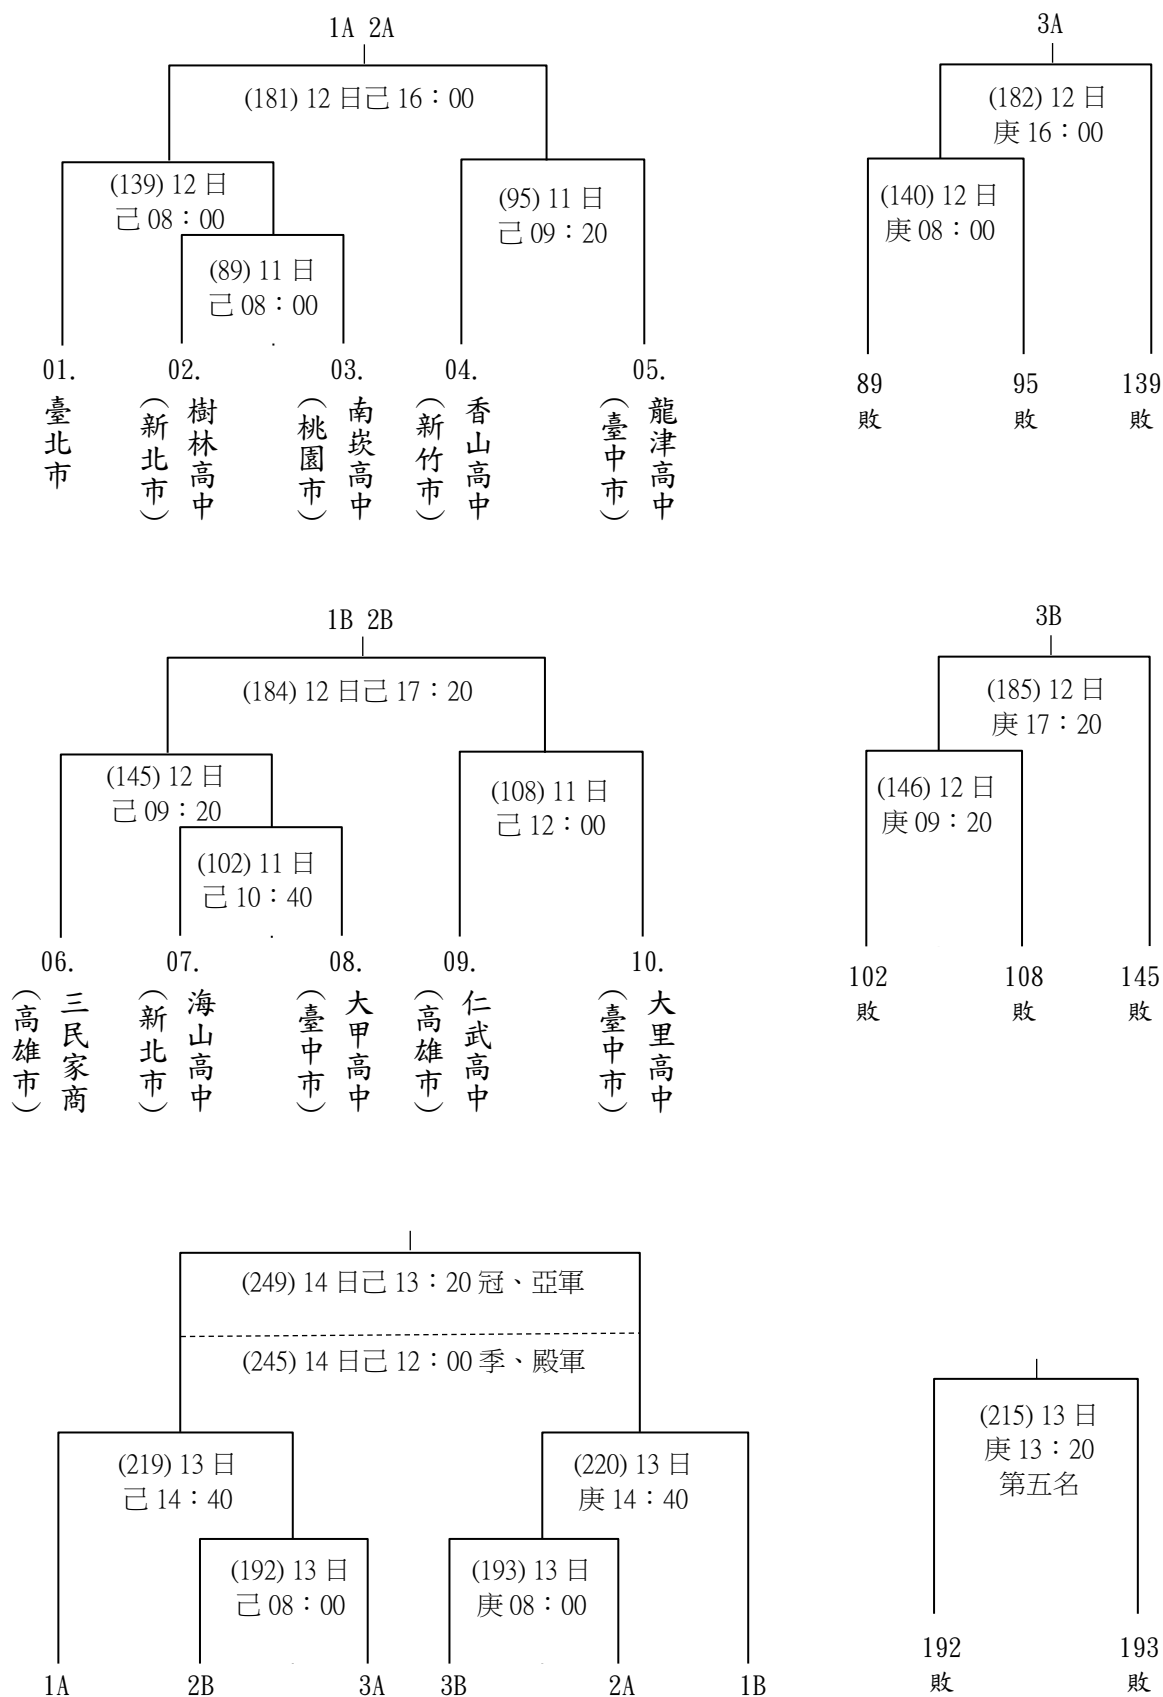 1A 2A
(181) 12 日己 16：00
(139) 12 日
己 08：00
(95) 11 日
己 09：20
(89) 11 日
己 08：00
01.
臺北市
02.
樹林高中
（新北市）
03.
南崁高中
（桃園市）
04.
香山高中
（新竹市）
05.
龍津高中
（臺中市）
3A
(182) 12 日
庚 16：00
(140) 12 日
庚 08：00
89
敗
95
敗
139
敗
1B 2B
(184) 12 日己 17：20
(145) 12 日
己 09：20
(108) 11 日
己 12：00
(102) 11 日
己 10：40
06.
三民家商
（高雄市）
07.
海山高中
（新北市）
08.
大甲高中
（臺中市）
09.
仁武高中
（高雄市）
10.
大里高中
（臺中市）
3B
(185) 12 日
庚 17：20
(146) 12 日
庚 09：20
102
敗
108
敗
145
敗
(249) 14 日己 13：20 冠、亞軍
(245) 14 日己 12：00 季、殿軍
(219) 13 日
己 14：40
(220) 13 日
庚 14：40
(192) 13 日
己 08：00
(193) 13 日
庚 08：00
1A
2B
3A
3B
2A
1B
(215) 13 日
庚 13：20
第五名
192
敗
193
敗